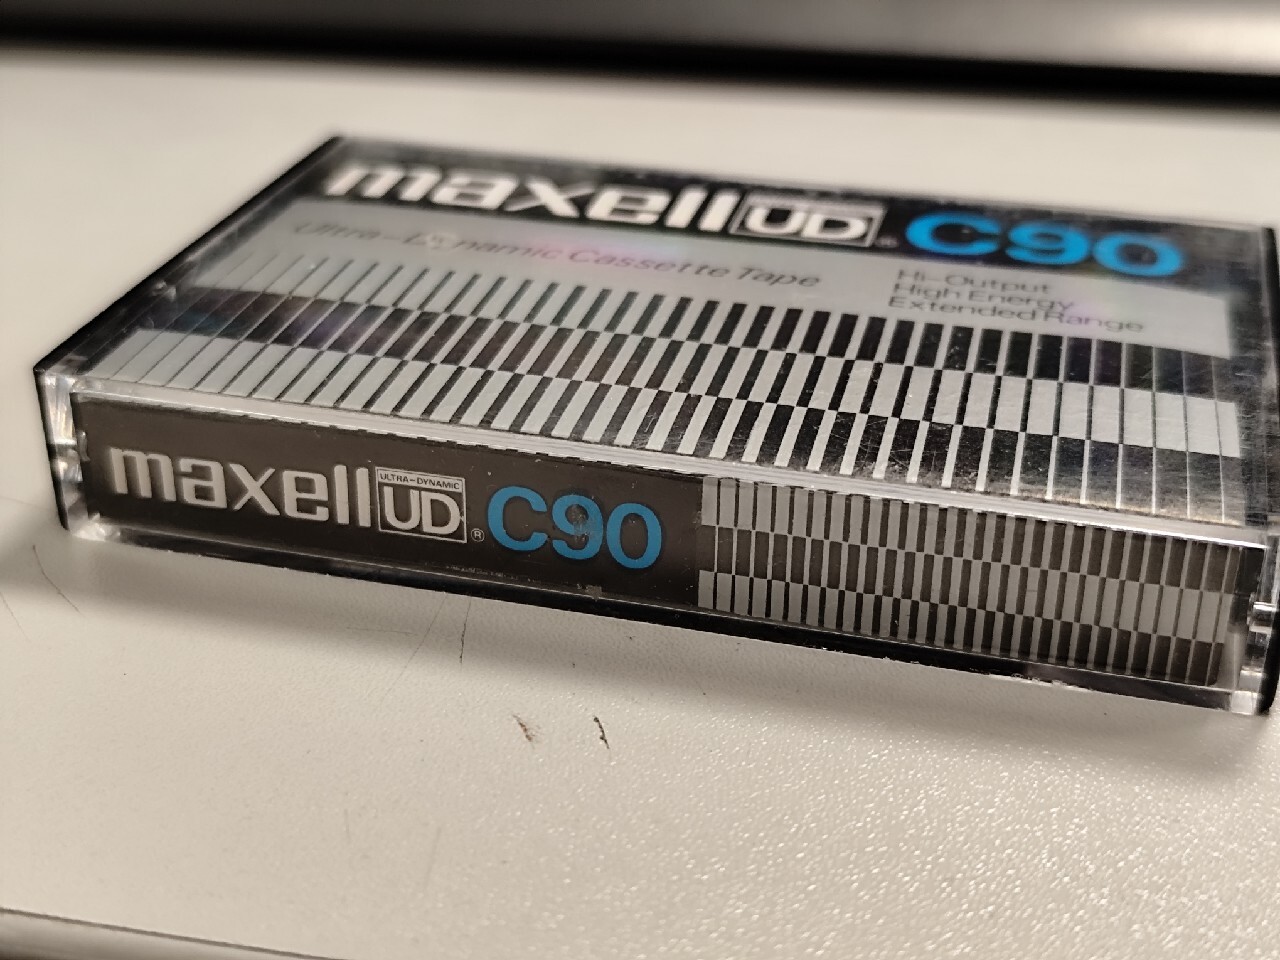 maxell UD ® C90
Ultra-Dynamic Cassette Tape
Hi-Output
High Energy
Extended Range
maxell ULTRA-DYNAMIC UD ® C90